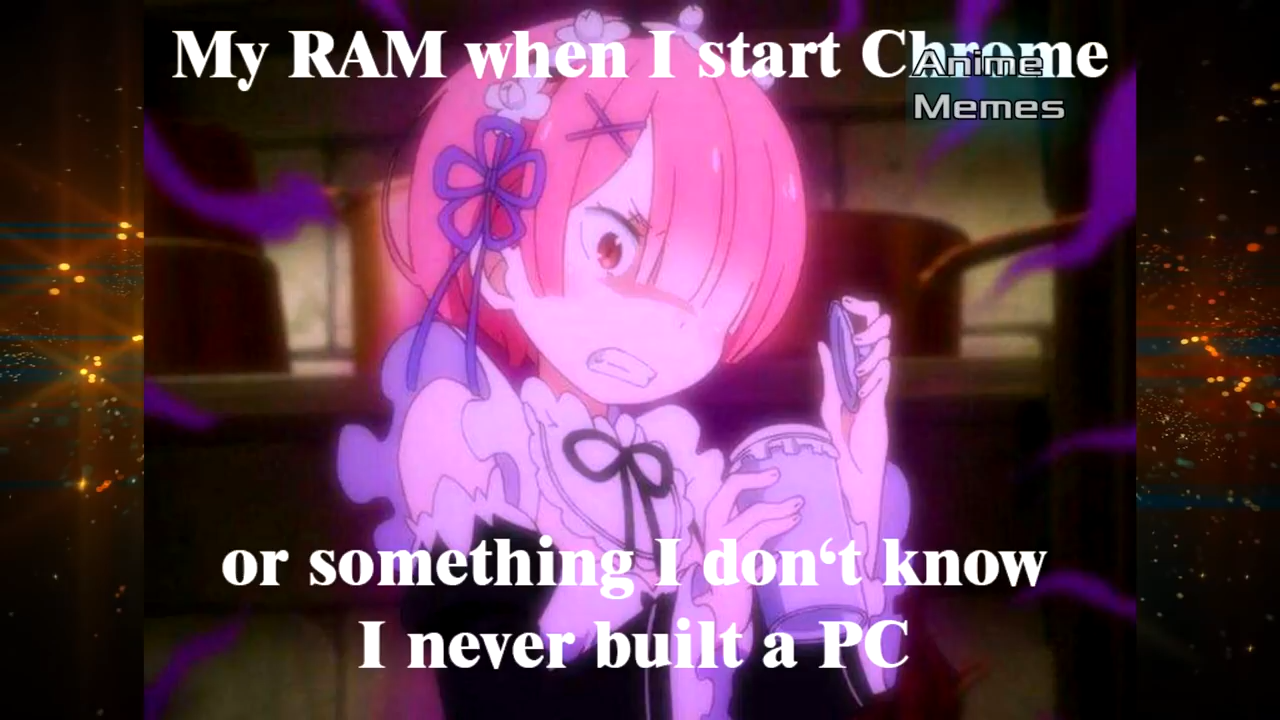 My RAM when I start Chrome
Anime
Memes
or something I don‘t know
I never built a PC